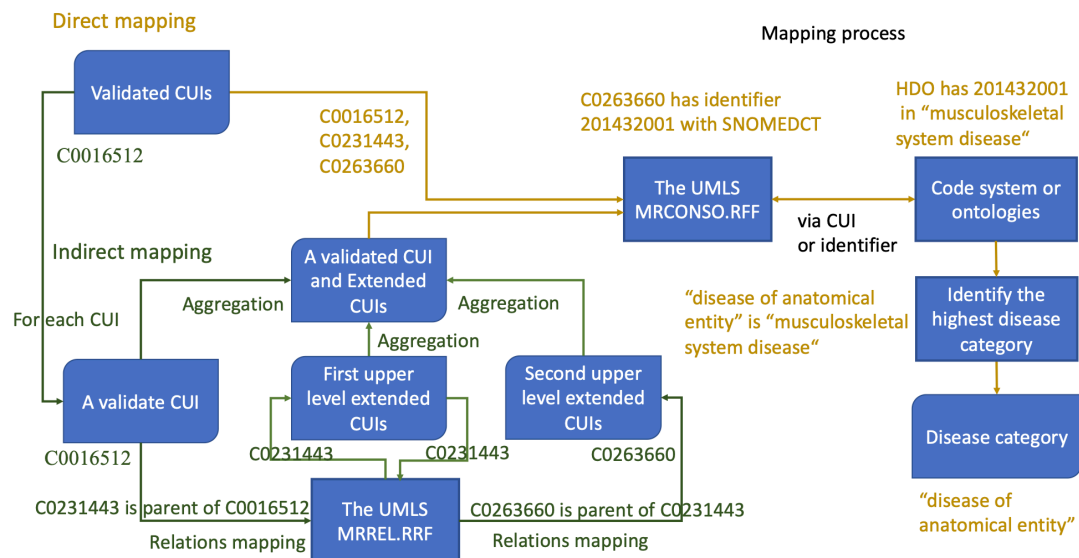 Direct mapping
Mapping process
Validated CUIs
C0016512
C0016512,
C0231443,
C0263660
C0263660 has identifier
201432001 with SNOMEDCT
HDO has 201432001
in “musculoskeletal
system disease“
The UMLS
MRCONSO.RFF
via CUI
or identifier
Code system or
ontologies
Indirect mapping
A validated CUI
and Extended
CUIs
Aggregation
Aggregation
Aggregation
For each CUI
“disease of anatomical
entity” is “musculoskeletal
system disease“
Identify the
highest disease
category
A validate CUI
First upper
level extended
CUIs
Second upper
level extended
CUIs
Disease category
C0016512
C0231443
C0231443
C0263660
C0231443 is parent of C0016512
The UMLS
MRREL.RRF
C0263660 is parent of C0231443
Relations mapping
Relations mapping
“disease of
anatomical entity”